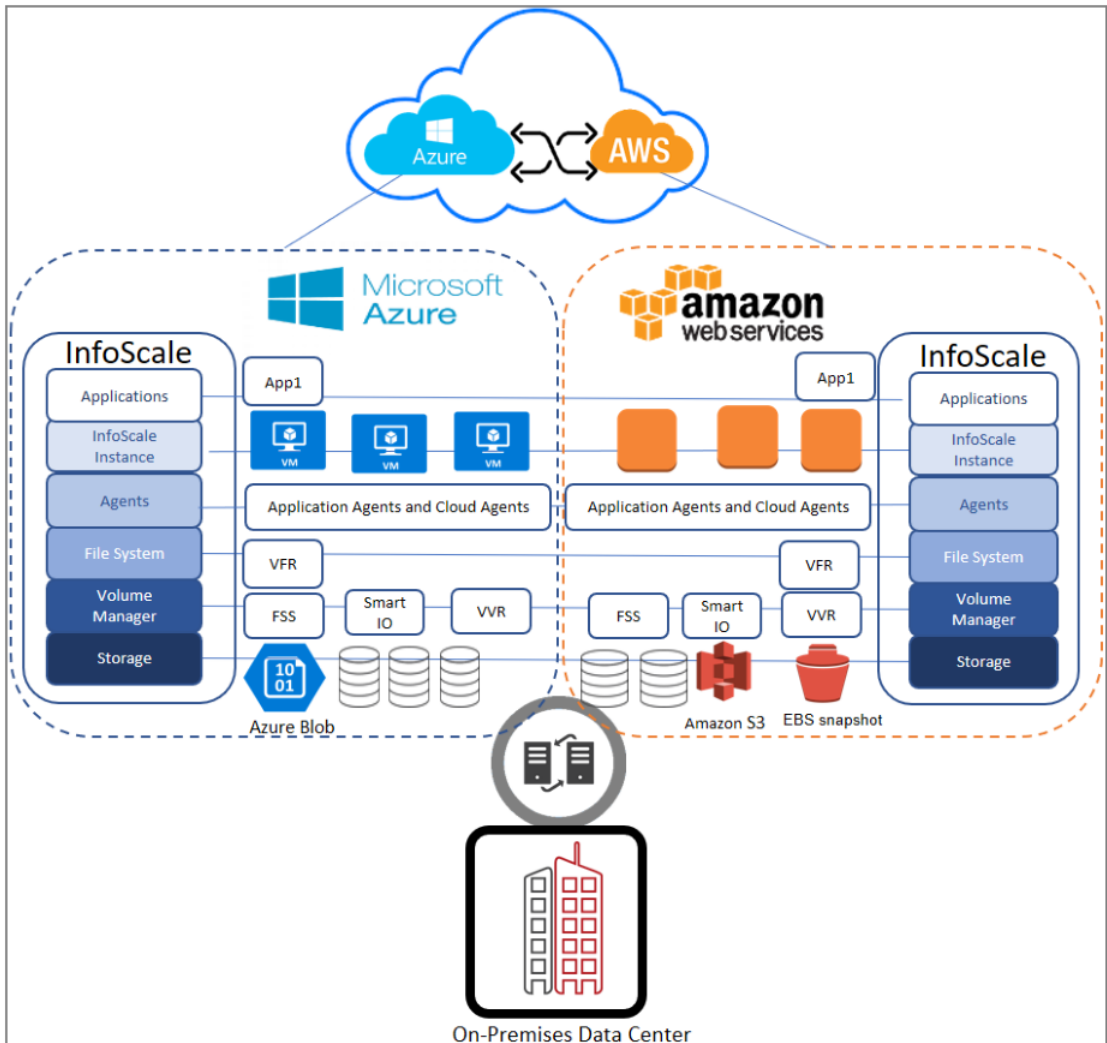 Azure
AWS
Microsoft
Azure
amazon
web services
InfoScale
Applications
InfoScale
Instance
Agents
File System
Volume
Manager
Storage
App1
VM
VM
VM
Application Agents and Cloud Agents
VFR
FSS
Smart
IO
VVR
10
01
Azure Blob
App1
Application Agents and Cloud Agents
VFR
FSS
Smart
IO
VVR
Amazon S3
EBS snapshot
InfoScale
Applications
InfoScale
Instance
Agents
File System
Volume
Manager
Storage
On-Premises Data Center